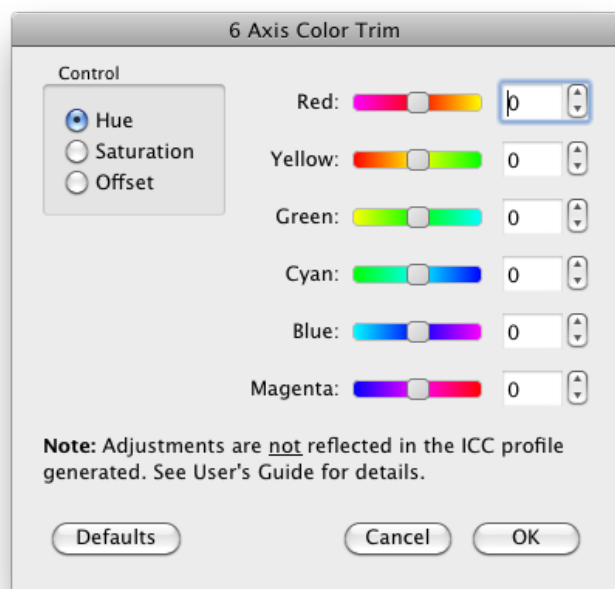 6 Axis Color Trim
Control
Hue
Saturation
Offset
Red: 0
Yellow: 0
Green: 0
Cyan: 0
Blue: 0
Magenta: 0
Note: Adjustments are not reflected in the ICC profile
generated. See User's Guide for details.
Defaults Cancel OK